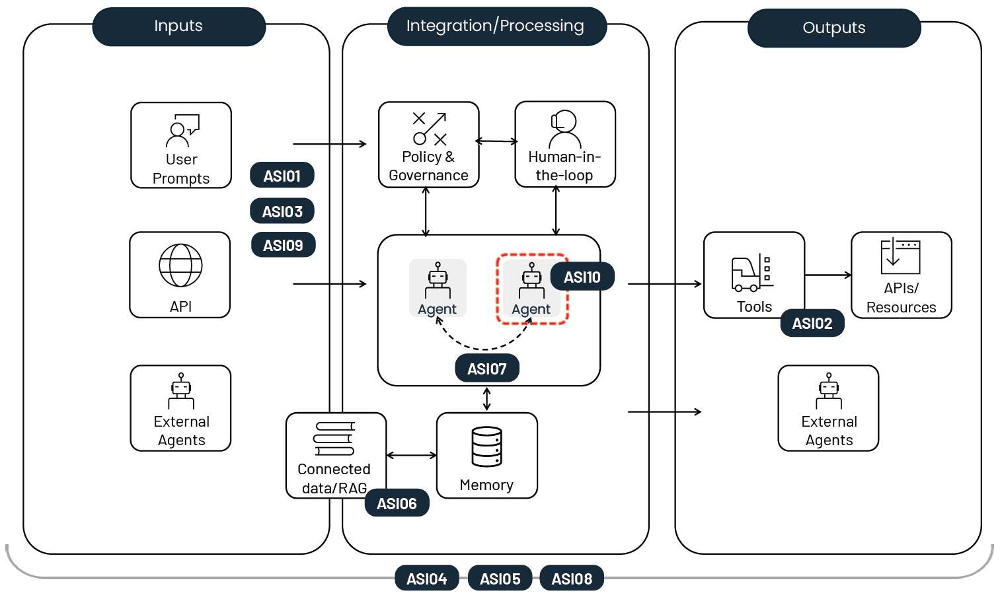 Inputs
Integration/Processing
Outputs
User
Prompts
ASI01
ASI03
ASI09
API
External
Agents
Policy &
Governance
Human-in-
the-loop
Agent
Agent
ASI10
ASI07
Connected
data/RAG
ASI06
Memory
Tools
ASI02
APIs/
Resources
External
Agents
ASI04
ASI05
ASI08